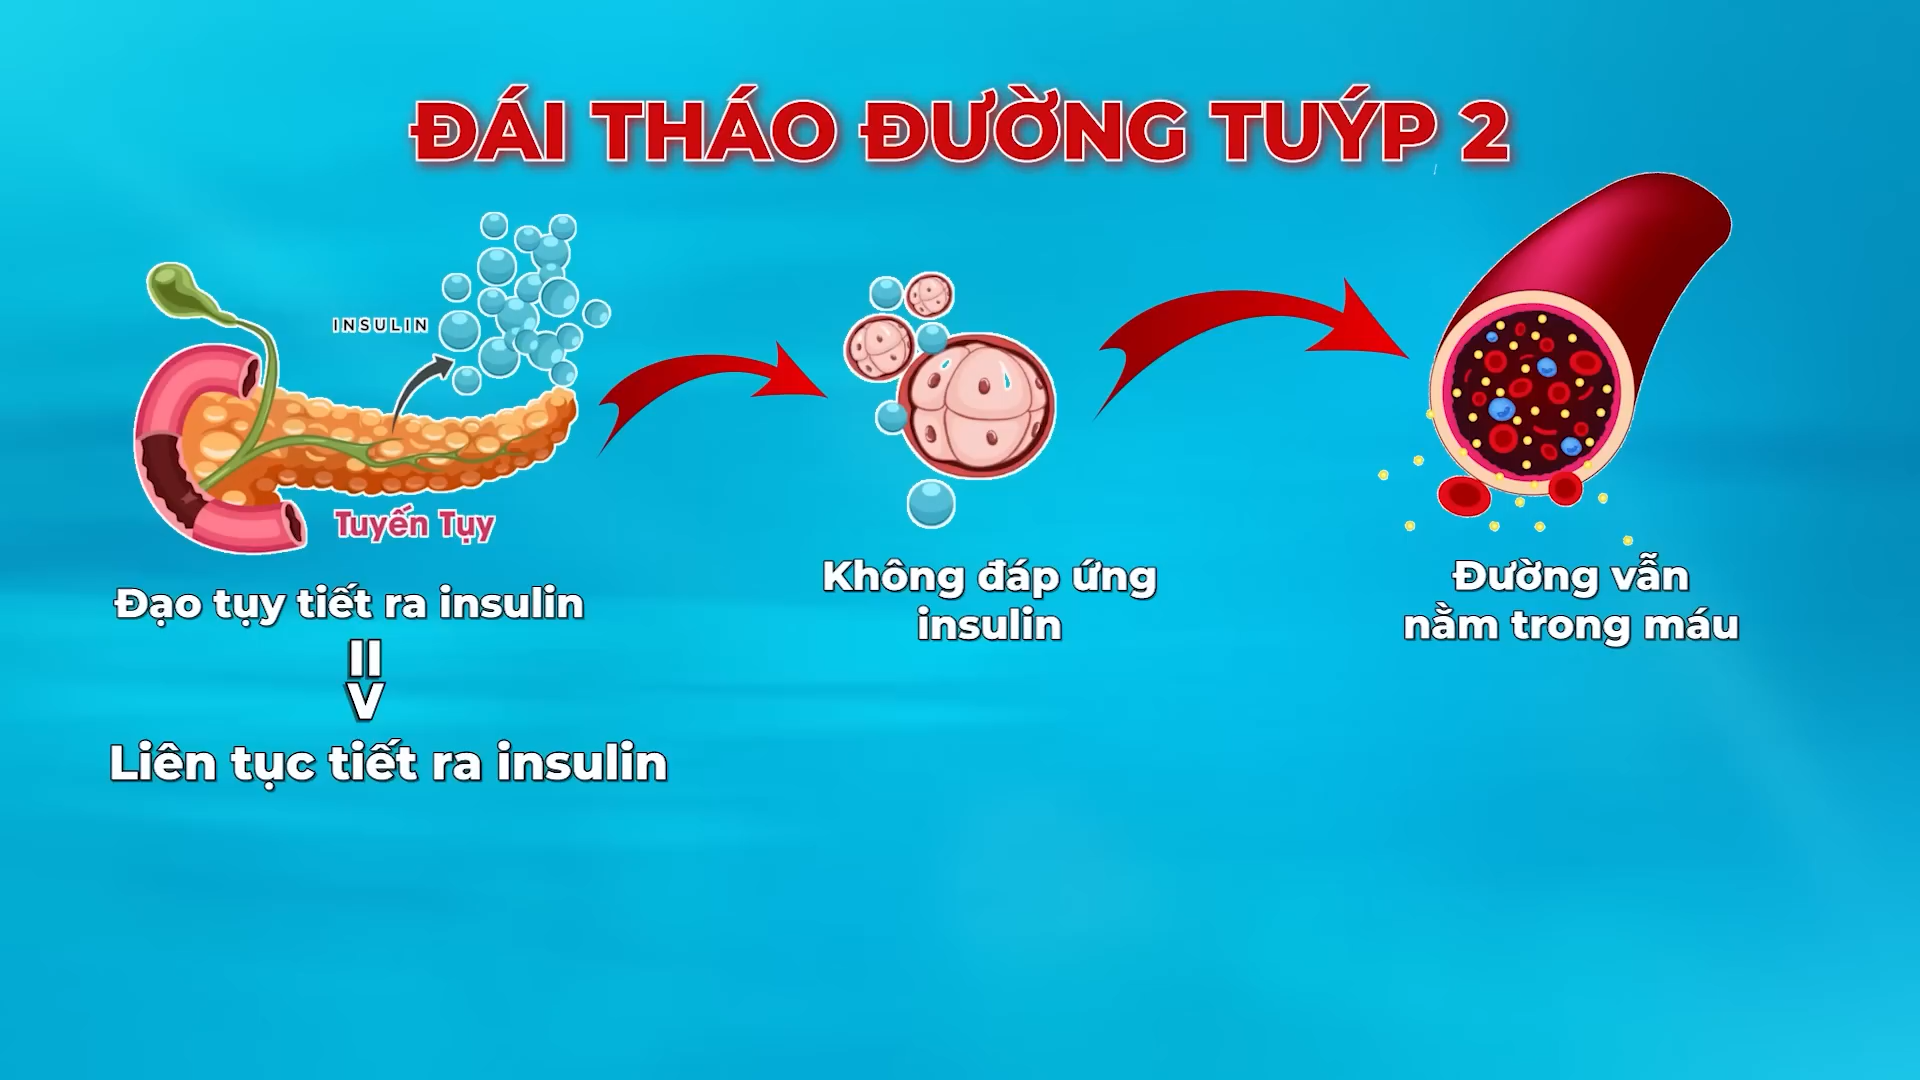 ĐÁI THÁO ĐƯỜNG TUÝP 2
INSULIN
Tuyến Tụy
Đạo tụy tiết ra insulin
=>
Liên tục tiết ra insulin
Không đáp ứng
insulin
Đường vẫn
nằm trong máu